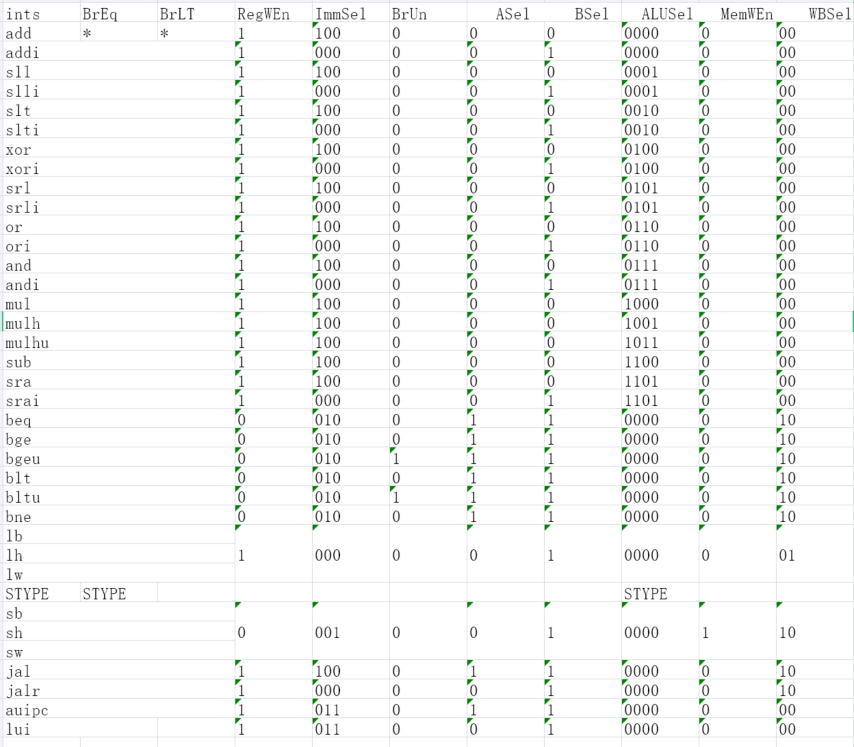 ints BrEq BrLT RegWEn ImmSel BrUn ASel BSel ALUSel MemWEn WBSel
add * * 1 100 0 0 0 0000 0 00
addi 1 000 0 0 1 0000 0 00
sll 1 100 0 0 0 0001 0 00
slli 1 000 0 0 1 0001 0 00
slt 1 100 0 0 0 0010 0 00
slti 1 000 0 0 1 0010 0 00
xor 1 100 0 0 0 0100 0 00
xori 1 000 0 0 1 0100 0 00
srl 1 100 0 0 0 0101 0 00
srli 1 000 0 0 1 0101 0 00
or 1 100 0 0 0 0110 0 00
ori 1 000 0 0 1 0110 0 00
and 1 100 0 0 0 0111 0 00
andi 1 000 0 0 1 0111 0 00
mul 1 100 0 0 0 1000 0 00
mulh 1 100 0 0 0 1001 0 00
mulhu 1 100 0 0 0 1011 0 00
sub 1 100 0 0 0 1100 0 00
sra 1 100 0 0 0 1101 0 00
srai 1 000 0 0 1 1101 0 00
beq 0 010 0 1 1 0000 0 10
bge 0 010 0 1 1 0000 0 10
bgeu 0 010 1 1 1 0000 0 10
blt 0 010 0 1 1 0000 0 10
bltu 0 010 1 1 1 0000 0 10
bne 0 010 0 1 1 0000 0 10
lb
lh 1 000 0 0 1 0000 0 01
lw
STYPE STYPE STYPE
sb
sh 0 001 0 0 1 0000 1 10
sw
jal 1 100 0 1 1 0000 0 10
jalr 1 000 0 0 1 0000 0 10
auipc 1 011 0 1 1 0000 0 00
lui 1 011 0 0 1 0000 0 00